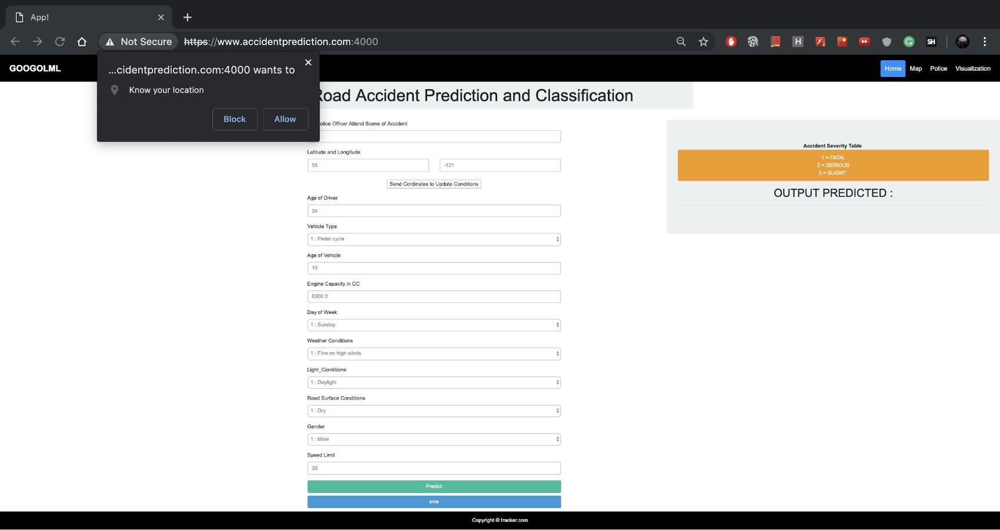 App!
Not Secure
https://www.accidentprediction.com:4000
H
G
SH
GOOGOLML
Home
Map
Police
Visualization
...cidentprediction.com:4000 wants to
Know your location
Block
Allow
Road Accident Prediction and Classification
olice Officer Attend Scene of Accident
Latitude and Longitude
55
-121
Send Cordinates to Update Conditions
Age of Driver
34
Vehicle Type
1 : Pedal cycle
Age of Vehicle
10
Engine Capacity in CC
8300.0
Day of Week
1 : Sunday
Weather Conditions
1 : Fine no high winds
Light_Conditions
1 : Daylight
Road Surface Conditions
1 : Dry
Gender
1 : Male
Speed Limit
30
Predict
sms
Accident Severity Table
1 = FATAL
2 = SERIOUS
3 = SLIGHT
OUTPUT PREDICTED :
Copyright © tracker.com